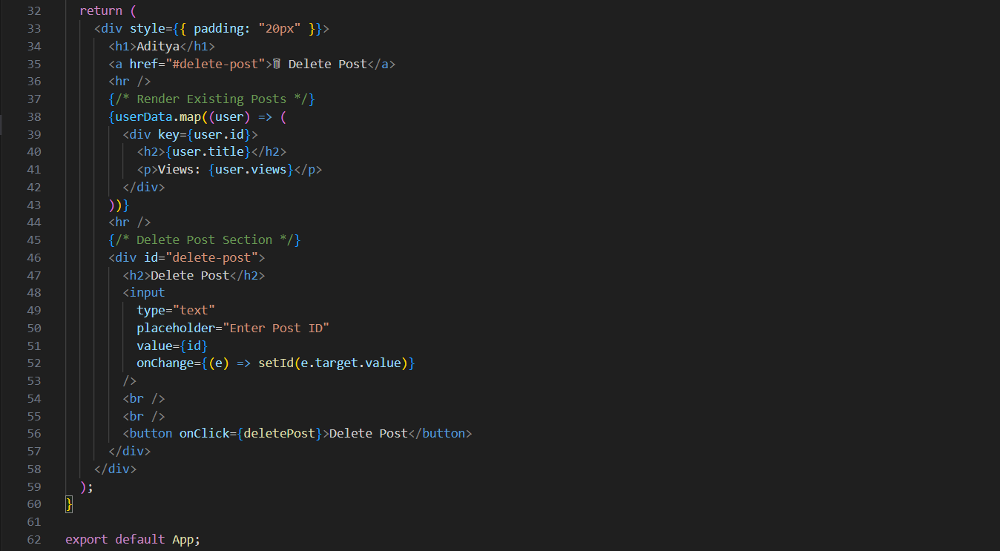 32 return (
33 <div style={{ padding: "20px" }}>
34 <h1>Aditya</h1>
35 <a href="#delete-post">🗑️ Delete Post</a>
36 <hr />
37 {/* Render Existing Posts */}
38 {userData.map((user) => (
39 <div key={user.id}>
40 <h2>{user.title}</h2>
41 <p>Views: {user.views}</p>
42 </div>
43 ))}
44 <hr />
45 {/* Delete Post Section */}
46 <div id="delete-post">
47 <h2>Delete Post</h2>
48 <input
49 type="text"
50 placeholder="Enter Post ID"
51 value={id}
52 onChange={(e) => setId(e.target.value)}
53 />
54 <br />
55 <br />
56 <button onClick={deletePost}>Delete Post</button>
57 </div>
58 </div>
59 );
60 }
61
62 export default App;